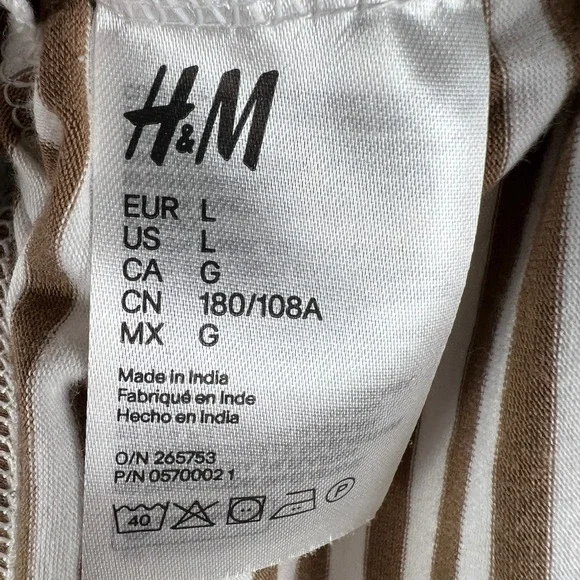 H&M
EUR L
US L
CA G
CN 180/108A
MX G
Made in India
Fabriqué en Inde
Hecho en India
O/N 265753
P/N 05700021
40 P